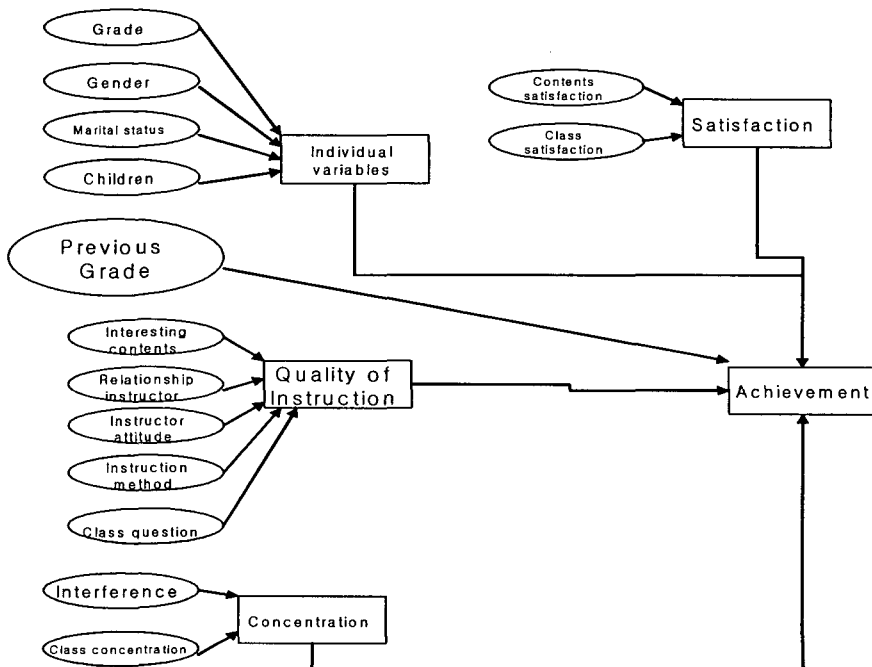 Grade
Gender
Marital status
Children
Individual
variables
Contents
satisfaction
Class
satisfaction
Satisfaction
Previous
Grade
Interesting
contents
Relationship
instructor
Instructor
attitude
Instruction
method
Class question
Quality of
Instruction
Achievement
Interference
Class concentration
Concentration